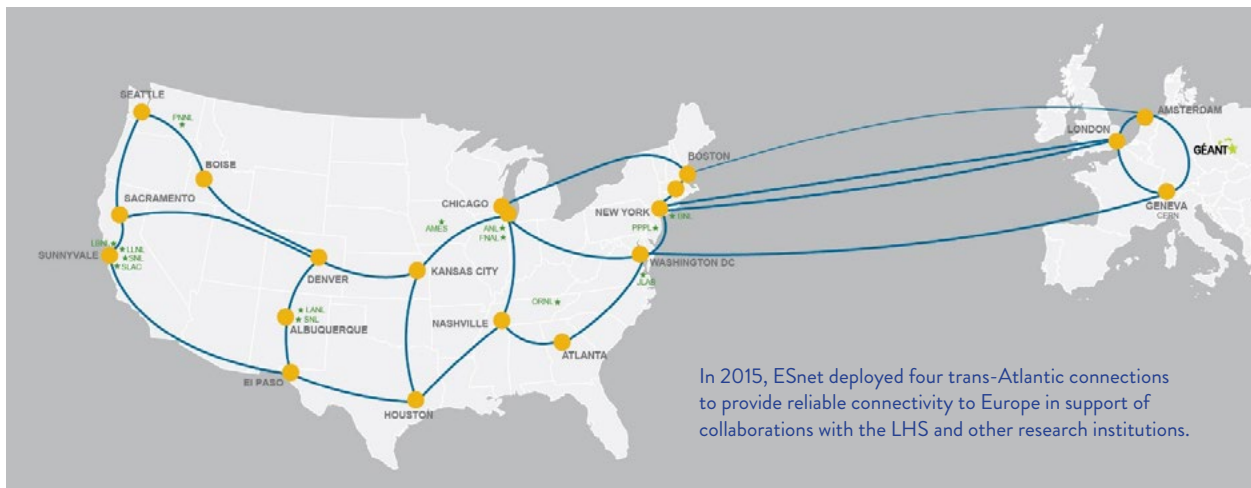 SEATTLE
PNNL
BOISE
SACRAMENTO
LBNL
LLNL
SNL
SUNNYVALE
SLAC
DENVER
LANL
SNL
ALBUQUERQUE
El PASO
HOUSTON
KANSAS CITY
AMES
CHICAGO
ANL
FNAL
NASHVILLE
ORNL
ATLANTA
BOSTON
NEW YORK
BNL
PPPL
WASHINGTON DC
JLAB
AMSTERDAM
LONDON
GÉANT
GENEVA
CERN
In 2015, ESnet deployed four trans-Atlantic connections
to provide reliable connectivity to Europe in support of
collaborations with the LHS and other research institutions.